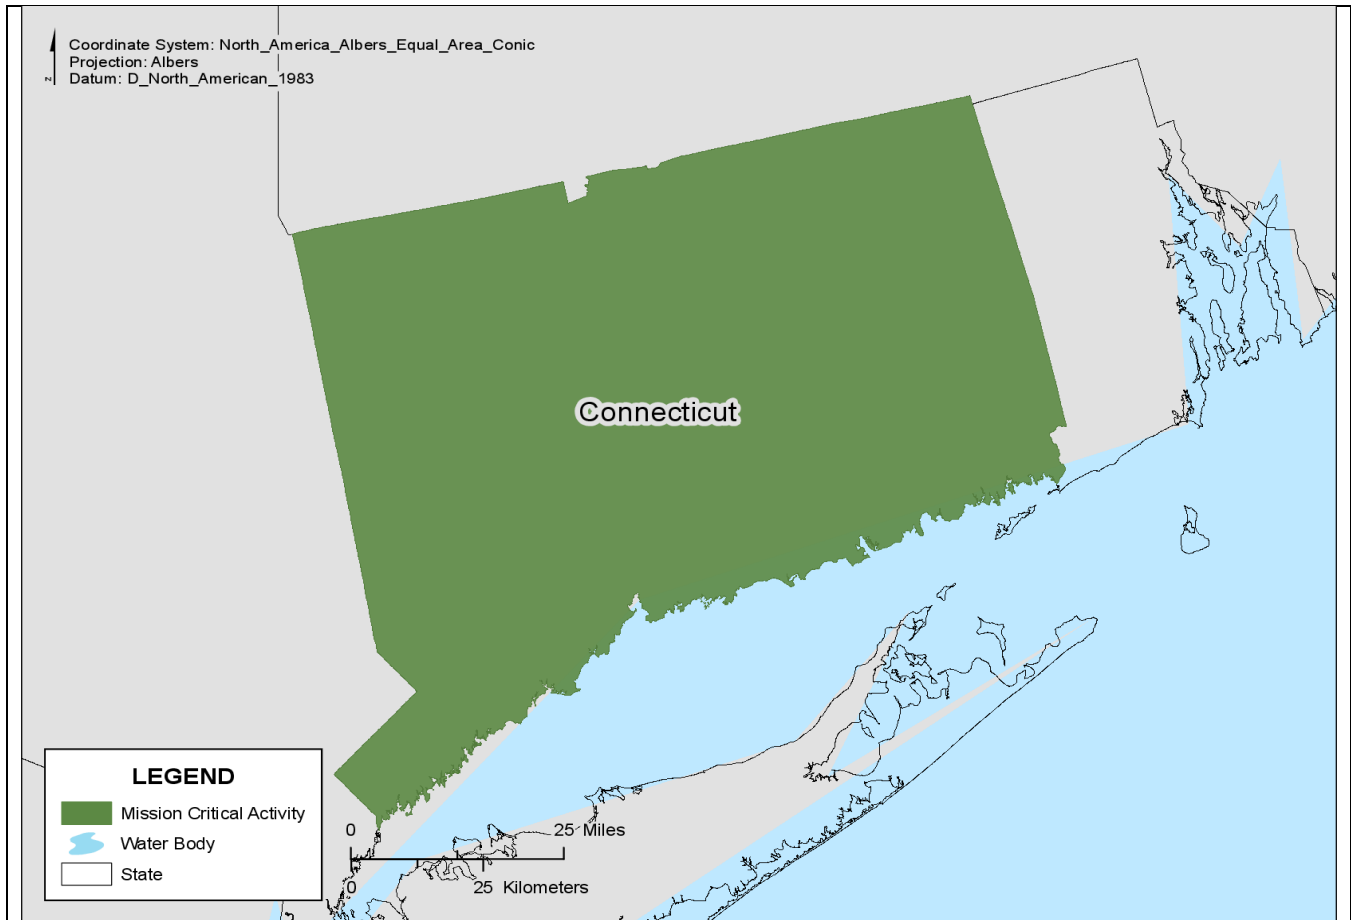 Coordinate System: North_America_Albers_Equal_Area_Conic
Projection: Albers
Datum: D_North_American_1983
N
Connecticut
LEGEND
Mission Critical Activity
Water Body
State
0 25 Miles
0 25 Kilometers